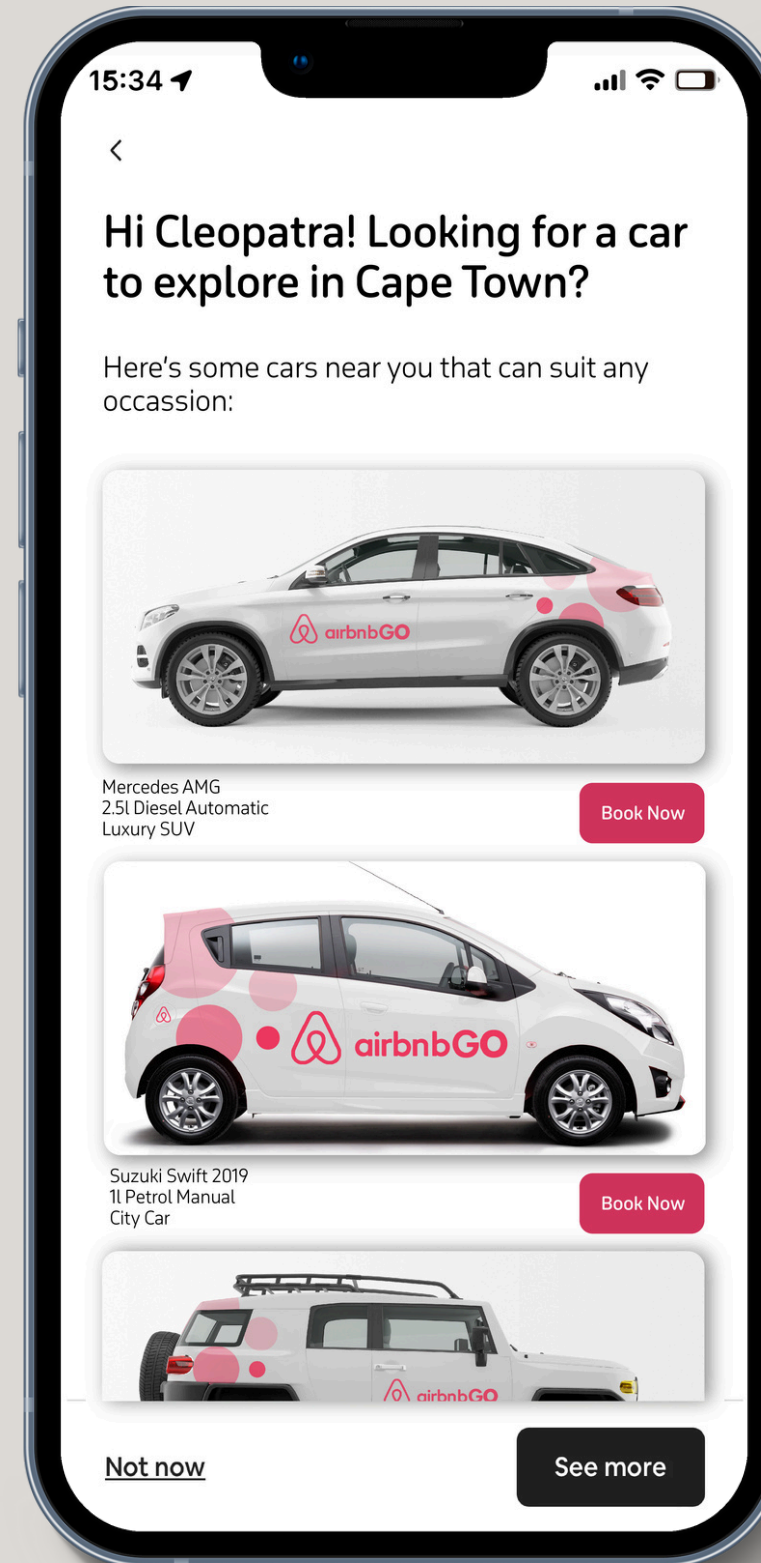 15:34
Hi Cleopatra! Looking for a car
to explore in Cape Town?
Here's some cars near you that can suit any
occassion:
airbnbGO
Mercedes AMG
2.5l Diesel Automatic
Luxury SUV
Book Now
airbnbGO
Suzuki Swift 2019
1l Petrol Manual
City Car
Book Now
airbnbGO
Not now
See more